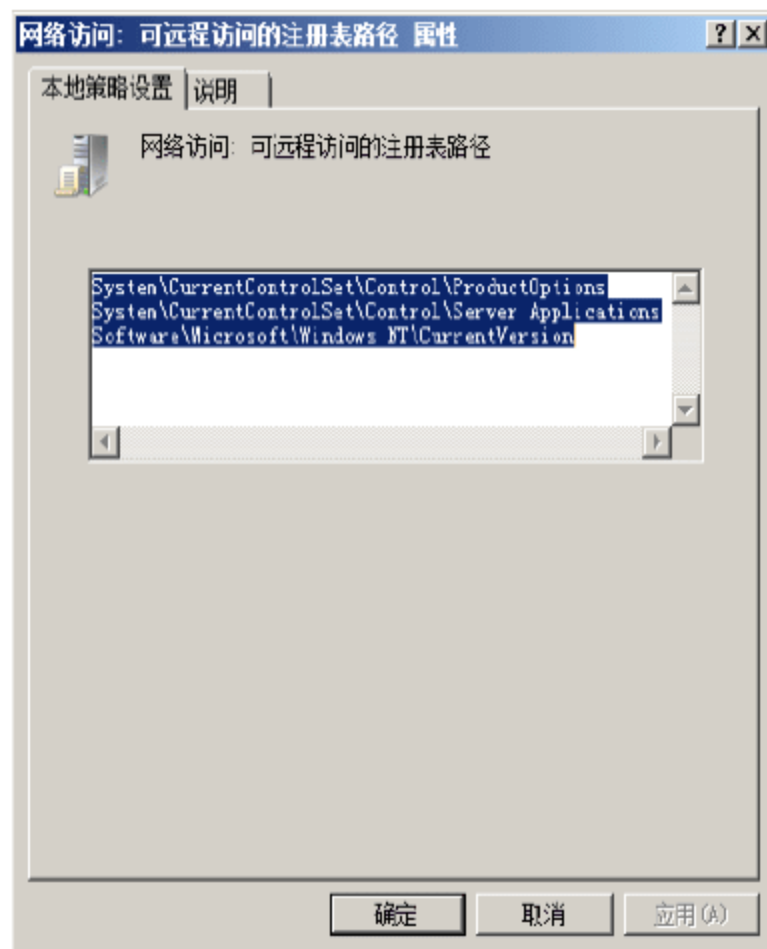 网络访问: 可远程访问的注册表路径 属性
本地策略设置 说明
网络访问: 可远程访问的注册表路径
System\CurrentControlSet\Control\ProductOptions
System\CurrentControlSet\Control\Server Applications
Software\Microsoft\Windows NT\CurrentVersion
确定 取消 应用(A)